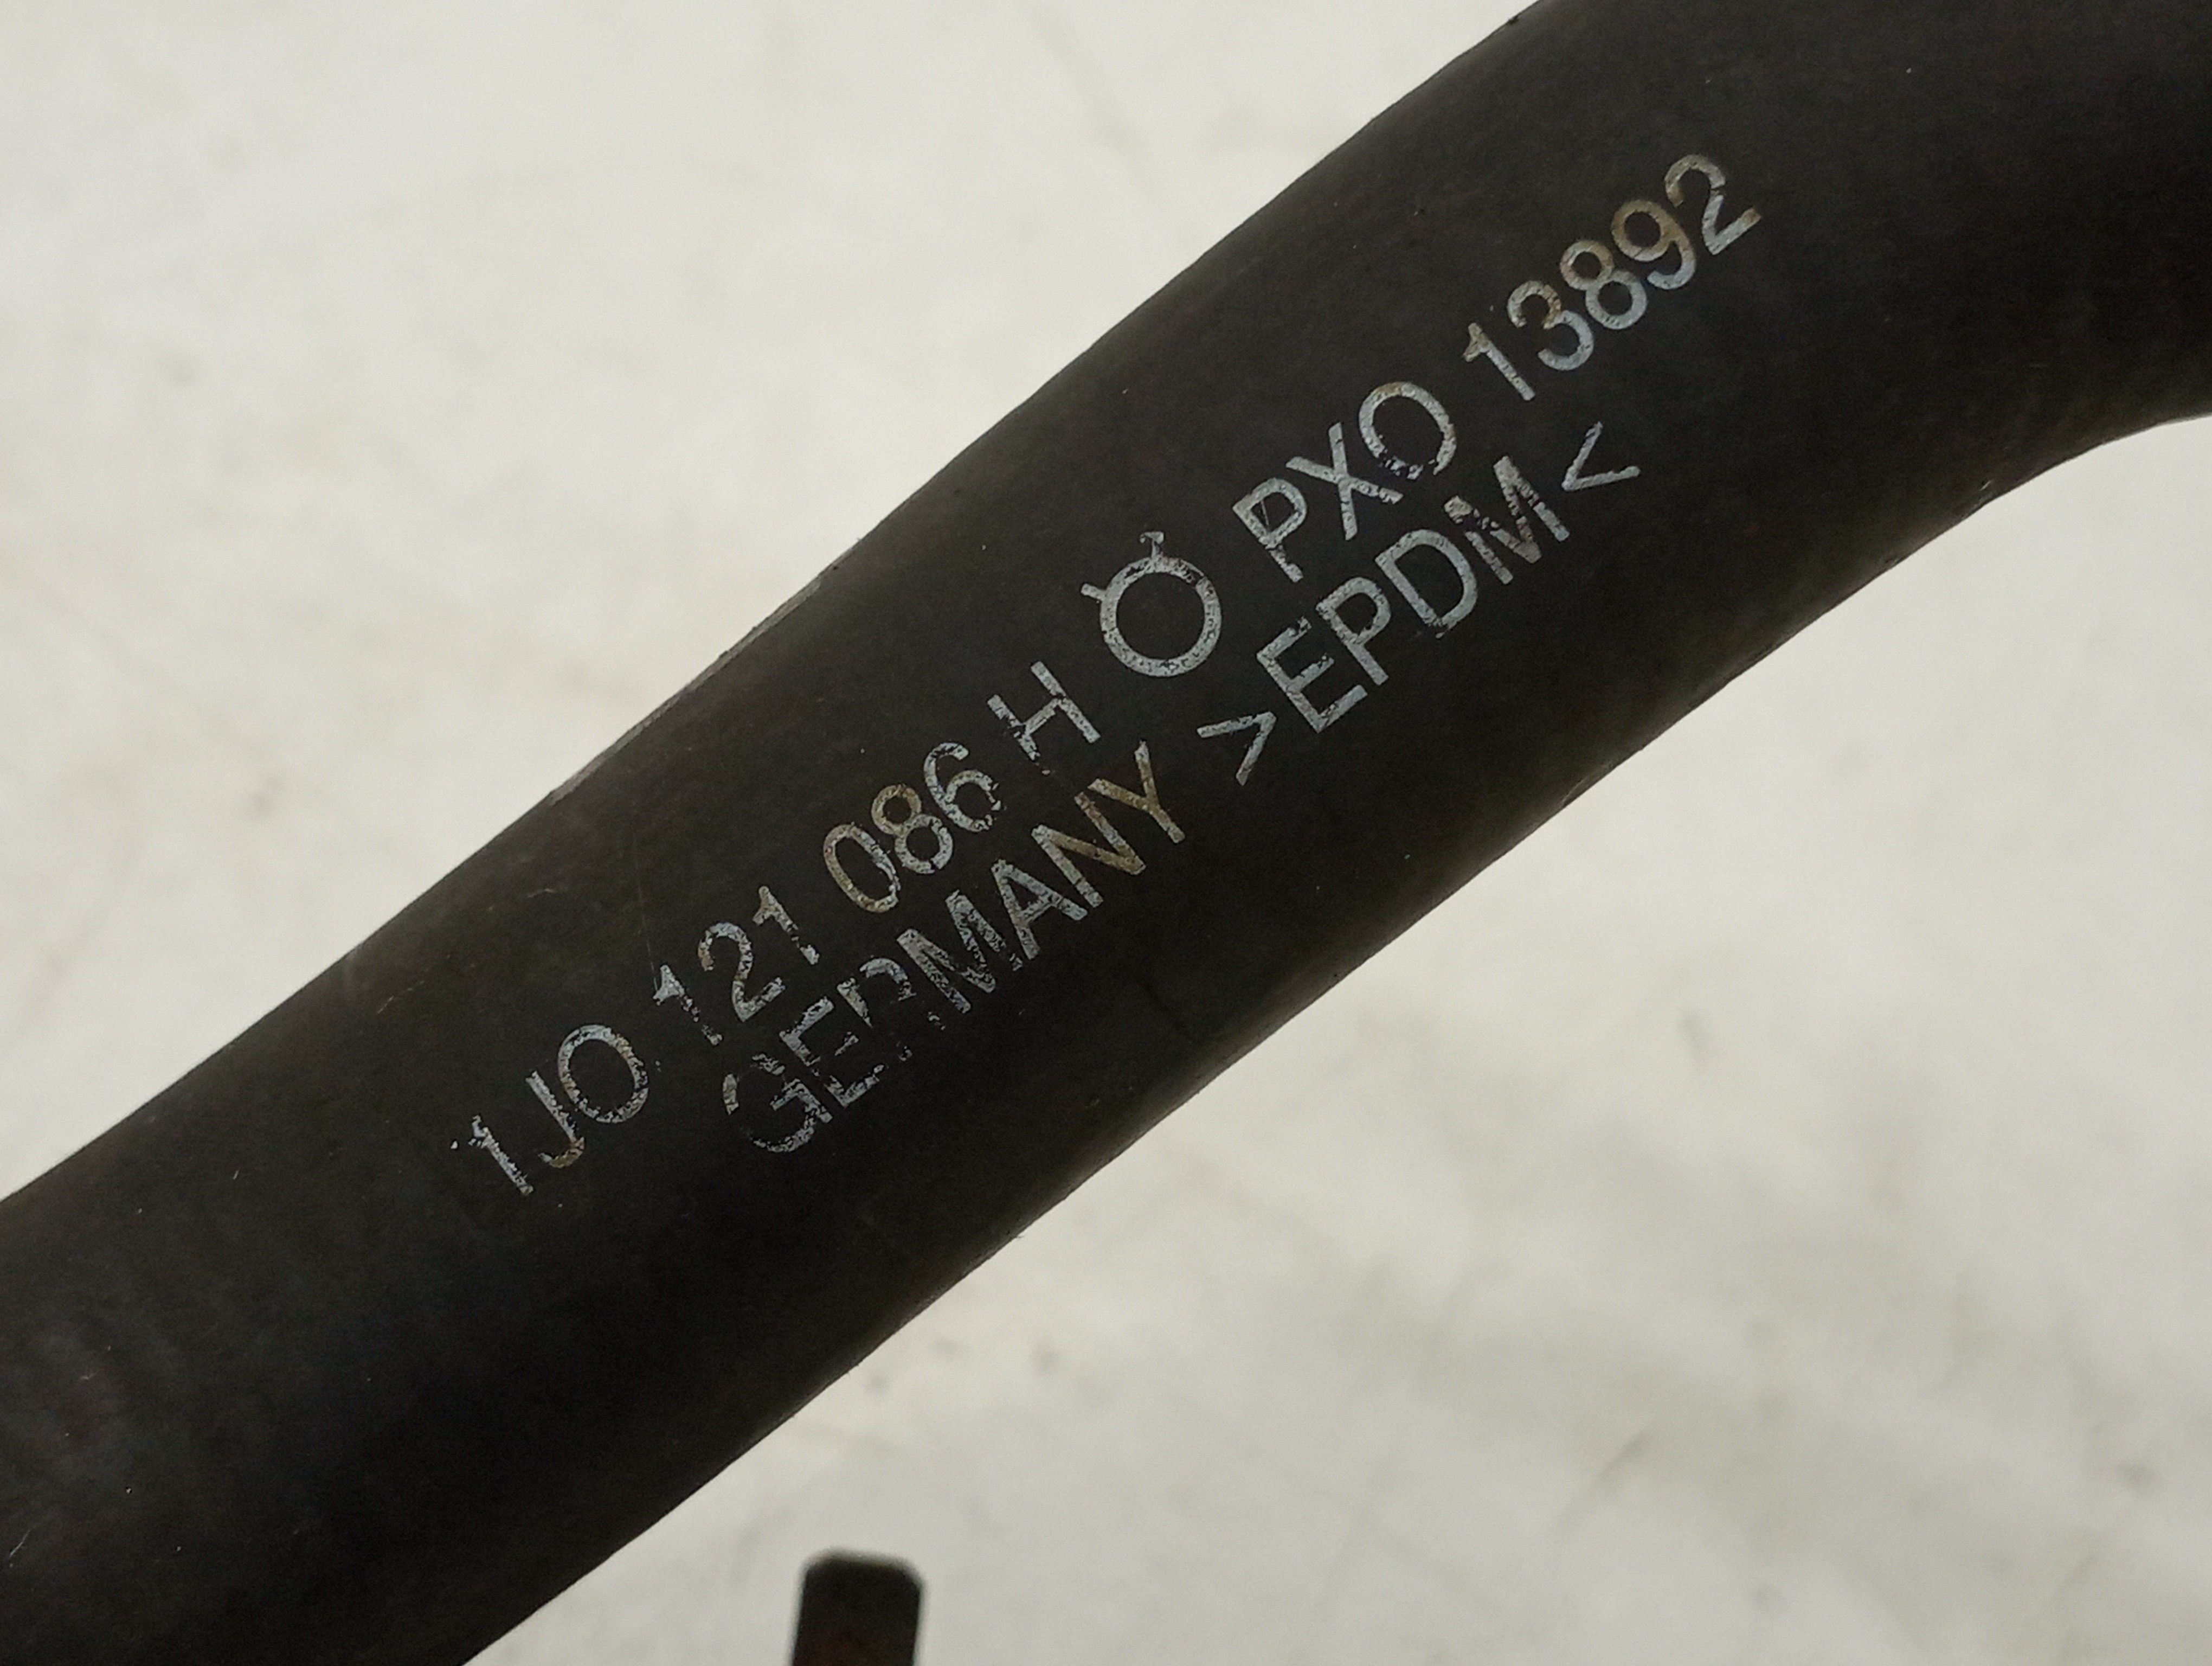 1J0 121 086 H PXO 13892
GERMANY >EPDM<